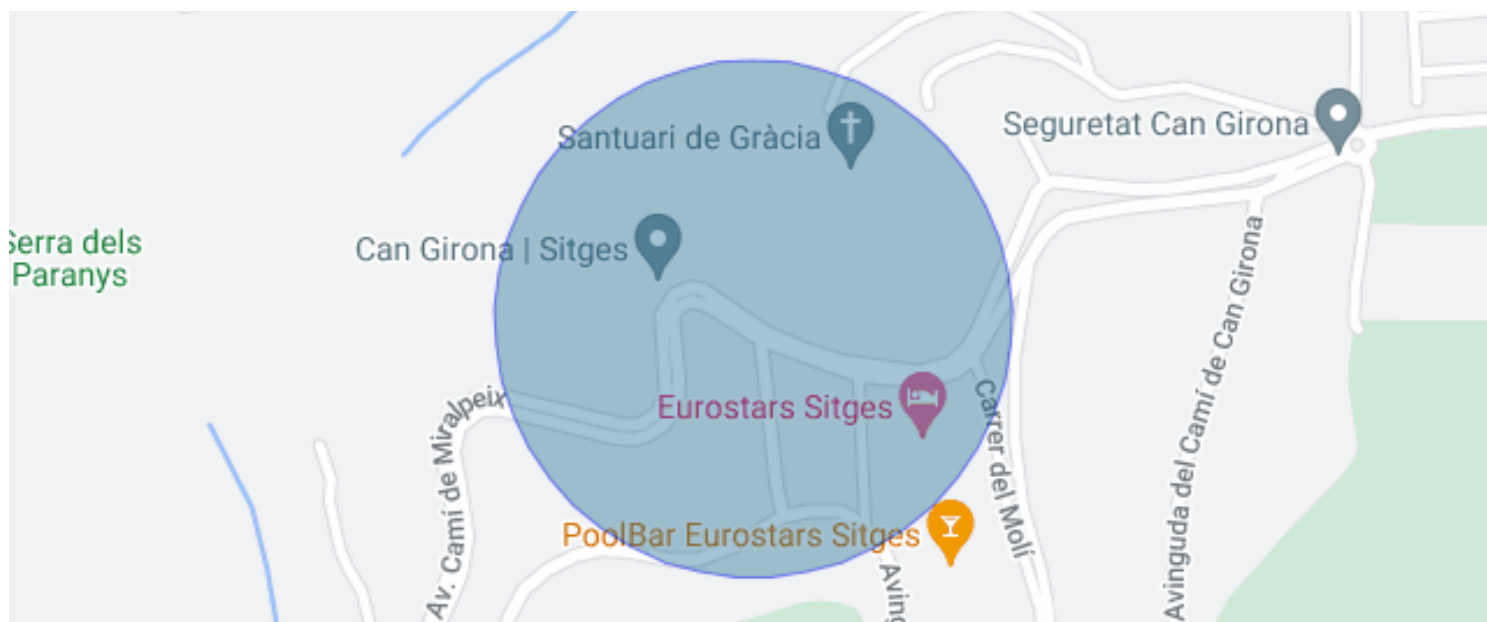 Santuari de Gràcia
Seguretat Can Girona
Serra dels
Paranys
Can Girona | Sitges
Eurostars Sitges
Av. Camí de Miralpeix
Carrer del Molí
Avinguda del Camí de Can Girona
PoolBar Eurostars Sitges
Aving